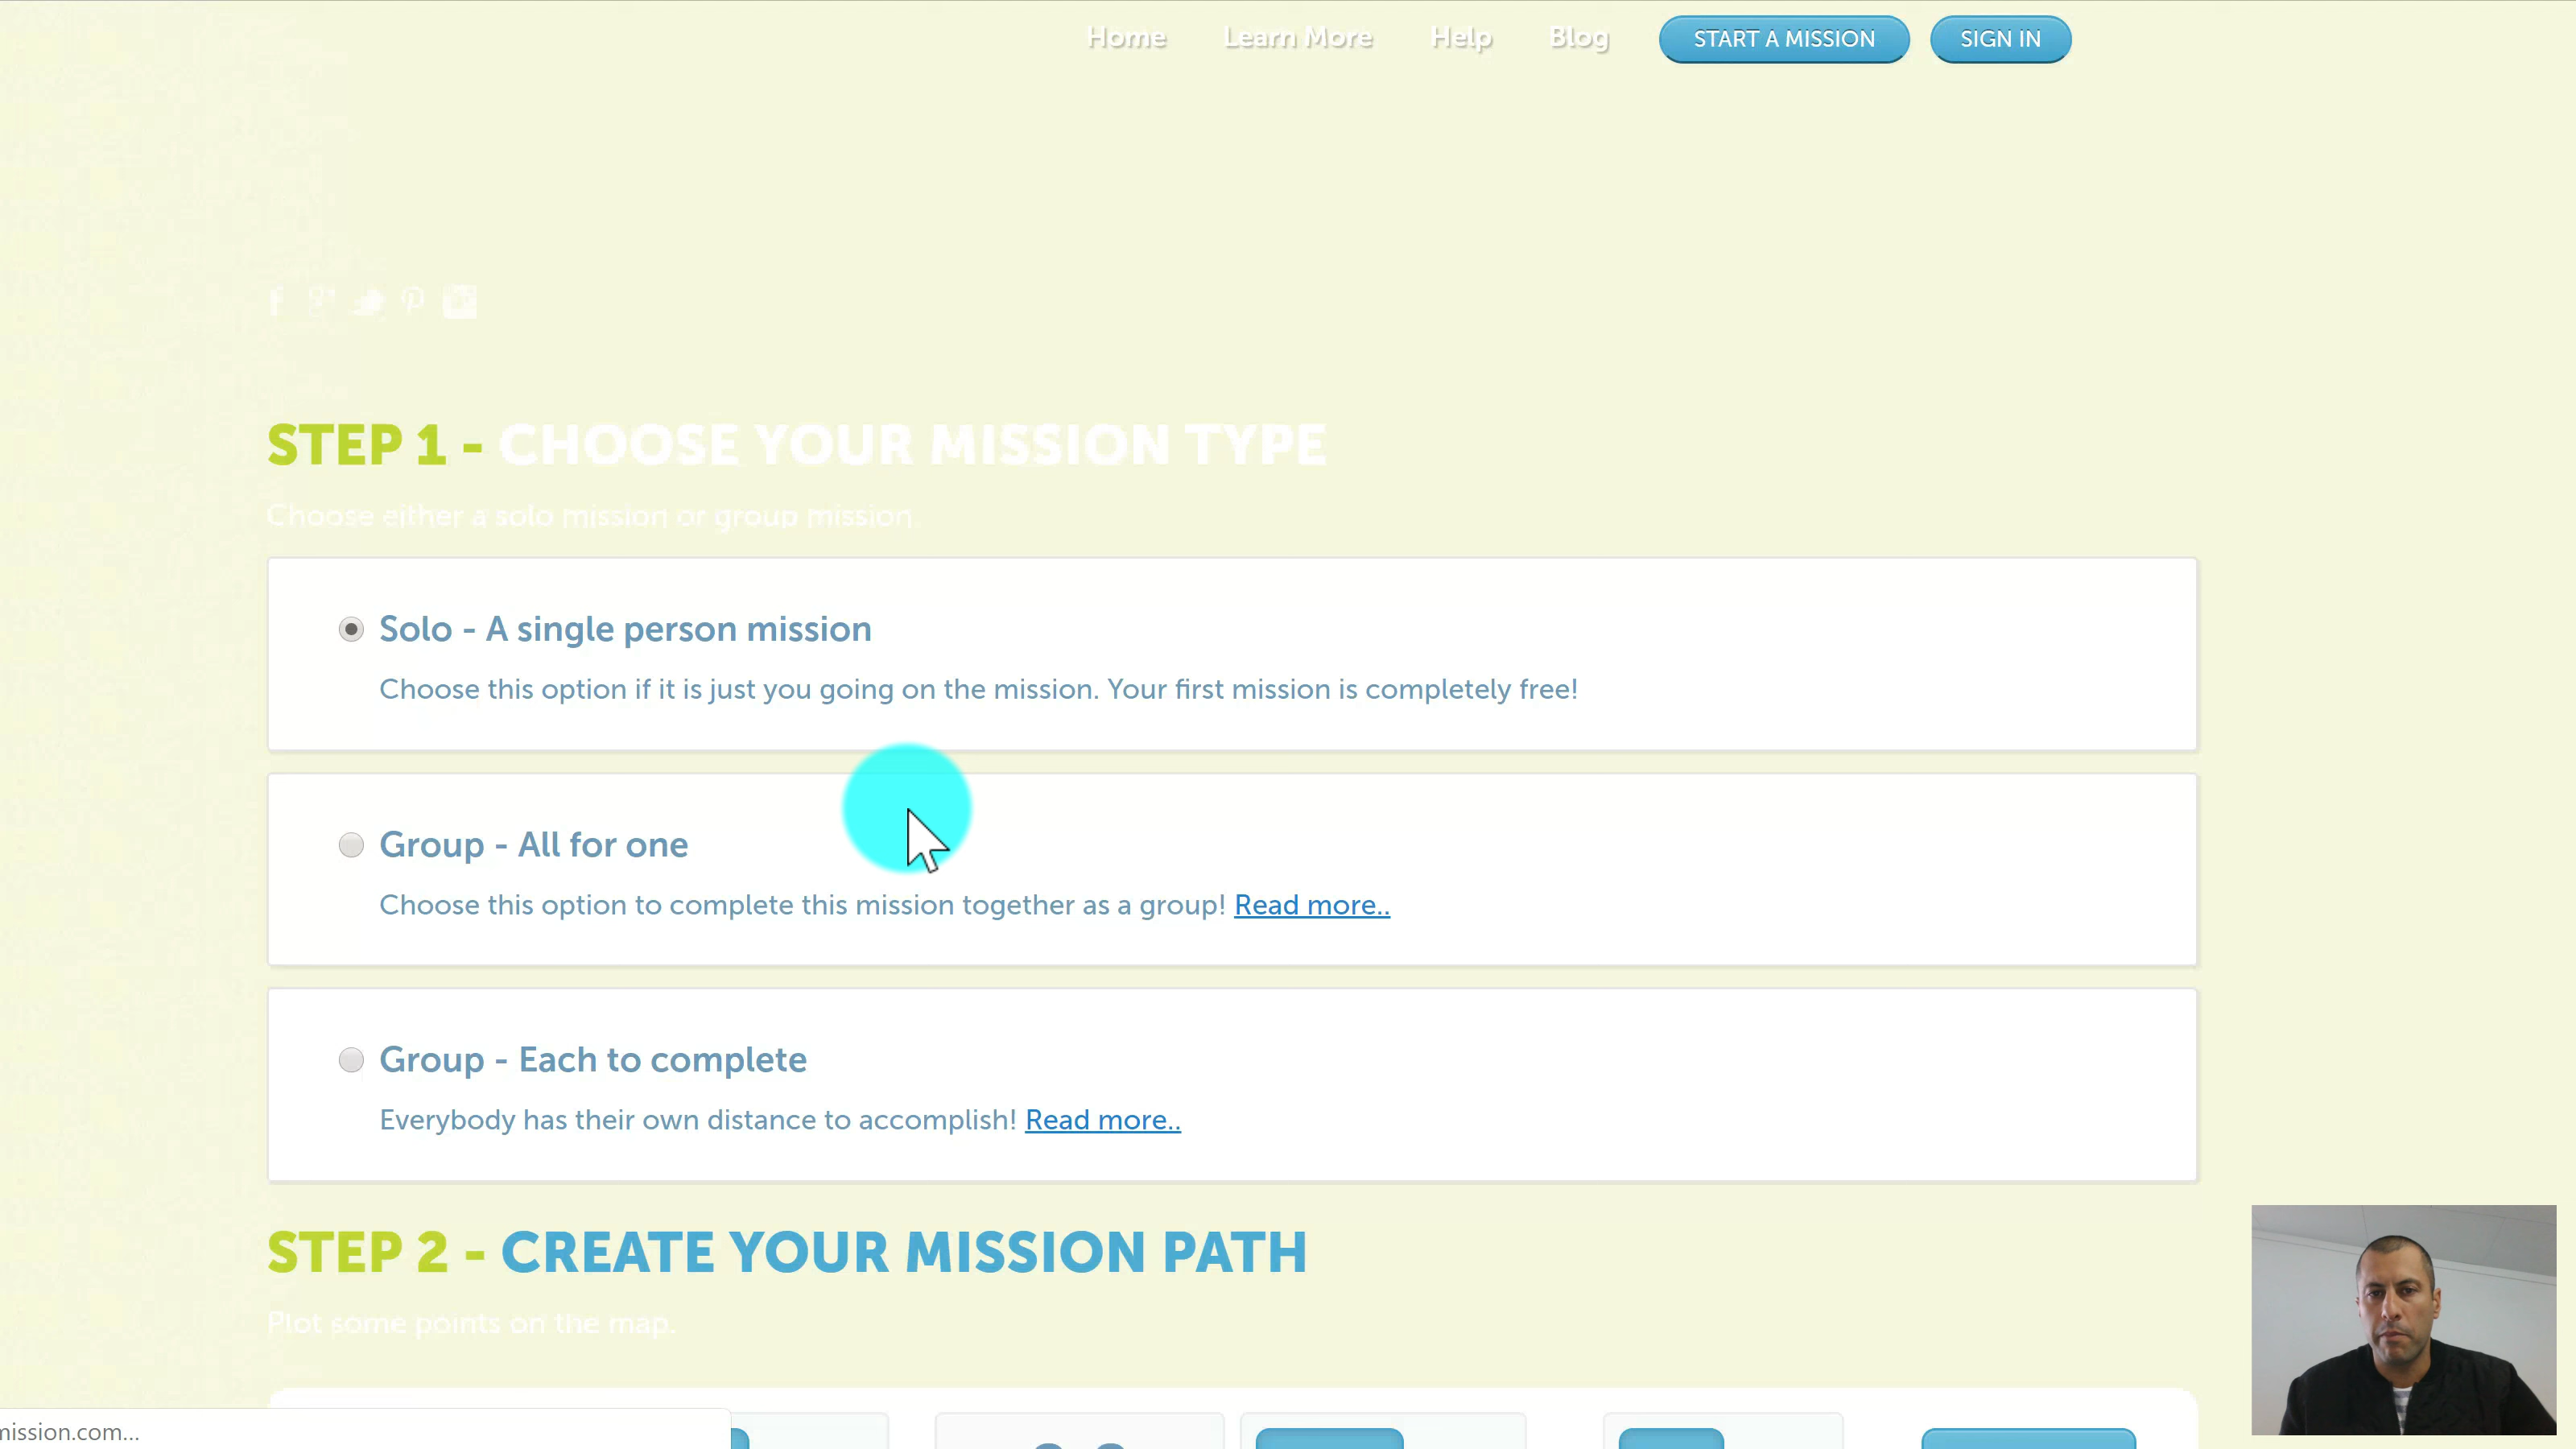 Home Learn More Help Blog START A MISSION SIGN IN
STEP 1 - CHOOSE YOUR MISSION TYPE
Choose either a solo mission or group mission.
Solo - A single person mission
Choose this option if it is just you going on the mission. Your first mission is completely free!
Group - All for one
Choose this option to complete this mission together as a group! Read more..
Group - Each to complete
Everybody has their own distance to accomplish! Read more..
STEP 2 - CREATE YOUR MISSION PATH
Plot some points on the map.
mission.com...